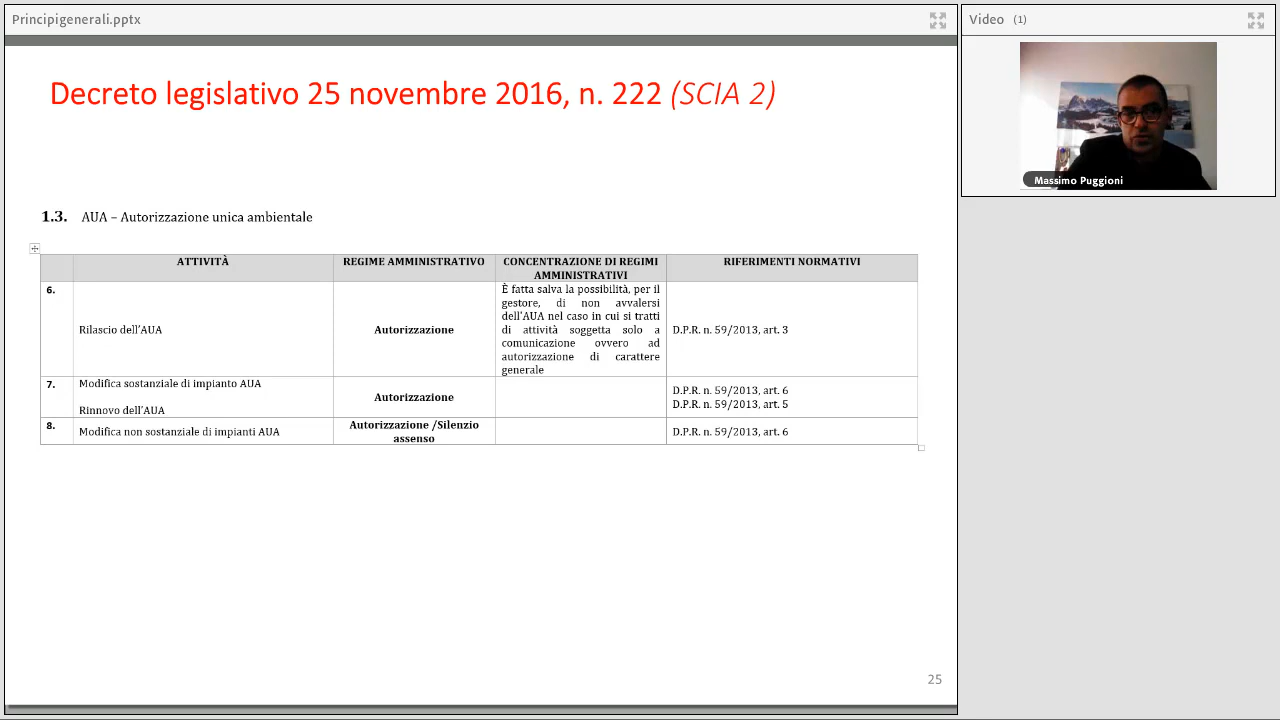 Principigenerali.pptx
Video (1)
Massimo Puggioni
Decreto legislativo 25 novembre 2016, n. 222 (SCIA 2)
1.3. AUA – Autorizzazione unica ambientale
ATTIVITÀ
REGIME AMMINISTRATIVO
CONCENTRAZIONE DI REGIMI
AMMINISTRATIVI
RIFERIMENTI NORMATIVI
6.
Rilascio dell'AUA
Autorizzazione
È fatta salva la possibilità, per il
gestore, di non avvalersi
dell'AUA nel caso in cui si tratti
di attività soggetta solo a
comunicazione ovvero ad
autorizzazione di carattere
generale
D.P.R. n. 59/2013, art. 3
7.
Modifica sostanziale di impianto AUA
Rinnovo dell'AUA
Autorizzazione
D.P.R. n. 59/2013, art. 6
D.P.R. n. 59/2013, art. 5
8.
Modifica non sostanziale di impianti AUA
Autorizzazione /Silenzio
assenso
D.P.R. n. 59/2013, art. 6
25